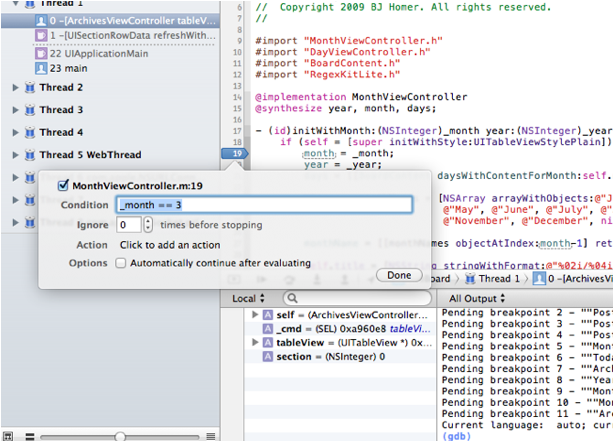 Thread 1
0 -[ArchivesViewController tableV
1 -[UISectionRowData refreshWith
22 UIApplicationMain
23 main
Thread 2
Thread 3
Thread 4
Thread 5 WebThread
6
7 // Copyright 2009 BJ Homer. All rights reserved.
8 //
9 #import "MonthViewController.h"
10 #import "DayViewController.h"
11 #import "BoardContent.h"
12 #import "RegexKitLite.h"
13
14 @implementation MonthViewController
15 @synthesize year, month, days;
16
17 - (id)initWithMonth:(NSInteger)_month year:(NSInteger)_year
18 if (self = [super initWithStyle:UITableViewStylePlain])
19 month = _month;
year = _year;
daysWithContentForMonth:self.
[NSArray arrayWithObjects:@"J
@"May", @"June", @"July", @"
@"November", @"December", ni
objectAtIndex:month-1] ret
stringWithFormat:@"%02i/%04i
MonthViewController.m:19
Condition _month == 3
Ignore 0 times before stopping
Action Click to add an action
Options Automatically continue after evaluating
Done
Thread 1
0 -[Archive
Local
All Output
self = (ArchivesViewController...
_cmd = (SEL) 0xa960e8 tableVi...
tableView = (UITableView *) 0x...
section = (NSInteger) 0
Pending breakpoint 2 - ""Post
Pending breakpoint 3 - ""Post
Pending breakpoint 4 - ""Post
Pending breakpoint 5 - ""Mont
Pending breakpoint 6 - ""Toda
Pending breakpoint 7 - ""Arch
Pending breakpoint 8 - ""Year
Pending breakpoint 9 - ""Mont
Pending breakpoint 10 - ""Mon
Pending breakpoint 11 - ""Arc
Current language: auto; curr
(gdb)